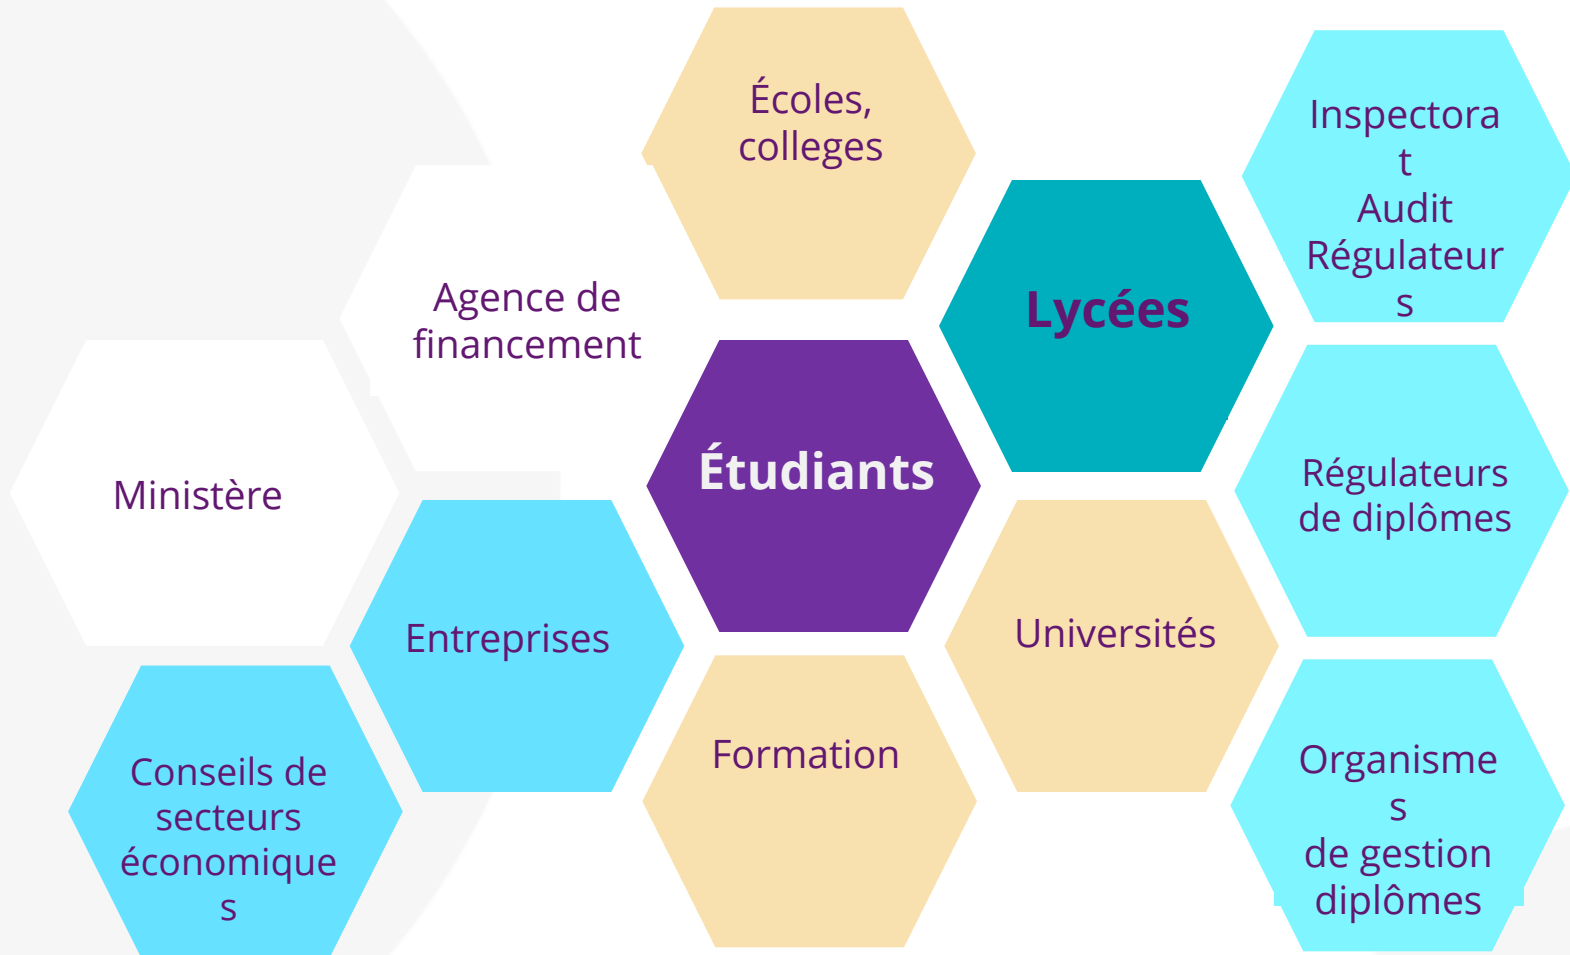 Écoles,
colleges
Inspectora
t
Audit
Régulateur
s
Agence de
financement
Lycées
Ministère
Étudiants
Régulateurs
de diplômes
Entreprises
Universités
Conseils de
secteurs
économique
s
Formation
Organisme
s
de gestion
diplômes